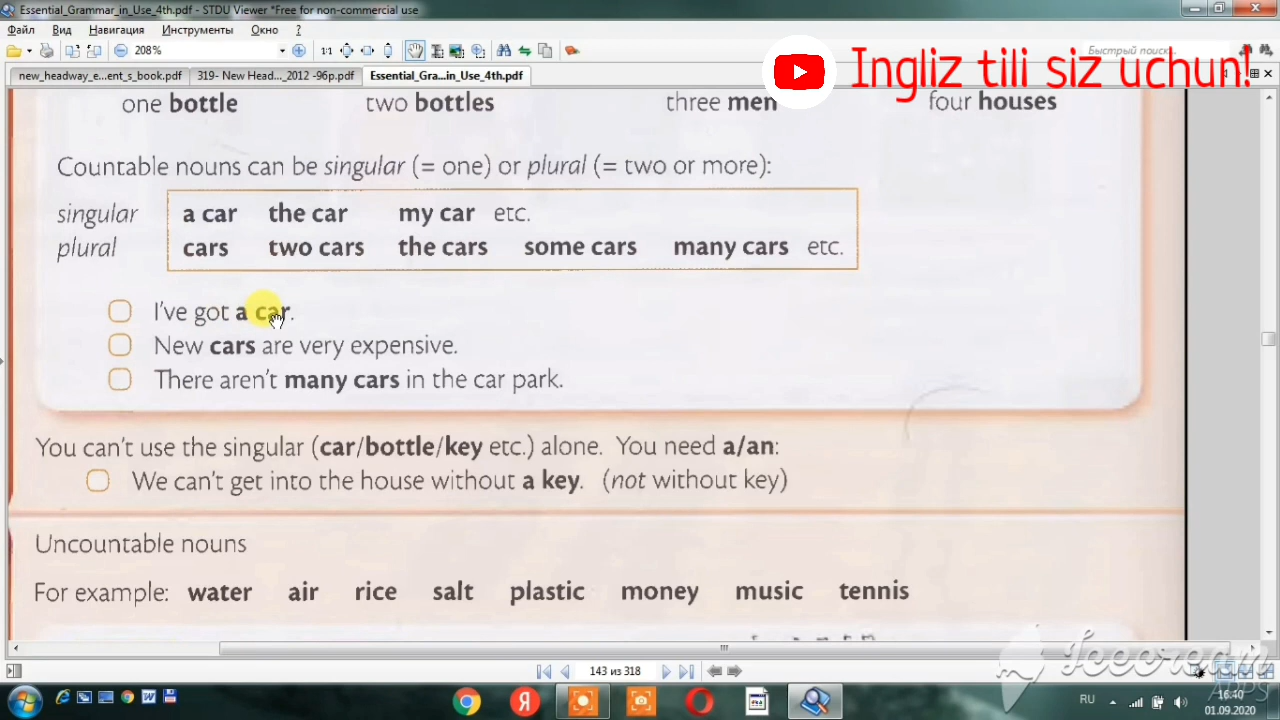 Essential_Grammar_in_Use_4th.pdf - STDU Viewer *Free for non-commercial use
Файл Вид Навигация Инструменты Окно ?
208% 1:1 Быстрый поиск...
Ingliz tili siz uchun!
new_headway_e...ent_s_book.pdf 319- New Head..._2012 -96p.pdf Essential_Gra...in_Use_4th.pdf
one bottle two bottles three men four houses
Countable nouns can be singular (= one) or plural (= two or more):
singular a car the car my car etc.
plural cars two cars the cars some cars many cars etc.
I've got a car.
New cars are very expensive.
There aren't many cars in the car park.
You can't use the singular (car/bottle/key etc.) alone. You need a/an:
We can't get into the house without a key. (not without key)
Uncountable nouns
For example: water air rice salt plastic money music tennis
143 из 318
Icecream
APPS
RU 16:40
01.09.2020